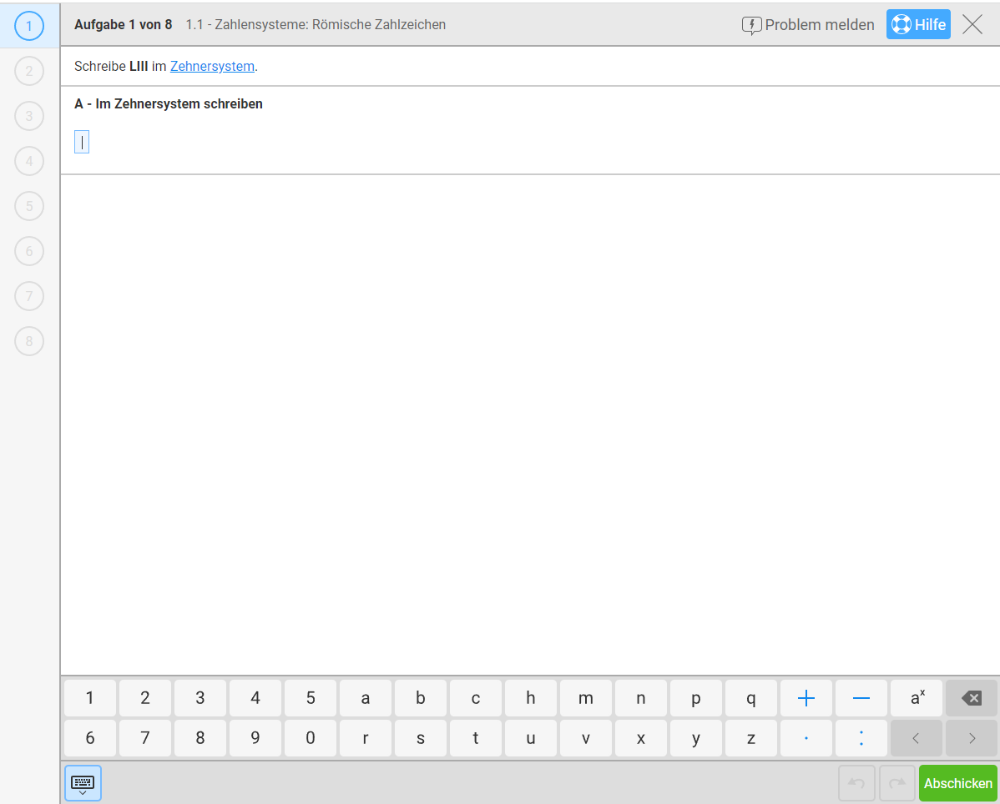 1
Aufgabe 1 von 8 1.1 - Zahlensysteme: Römische Zahlzeichen Problem melden Hilfe
2
3
4
5
6
7
8
Schreibe LIII im Zehnersystem.
A - Im Zehnersystem schreiben
1 2 3 4 5 a b c h m n p q + − aˣ
6 7 8 9 0 r s t u v x y z · : < >
Abschicken